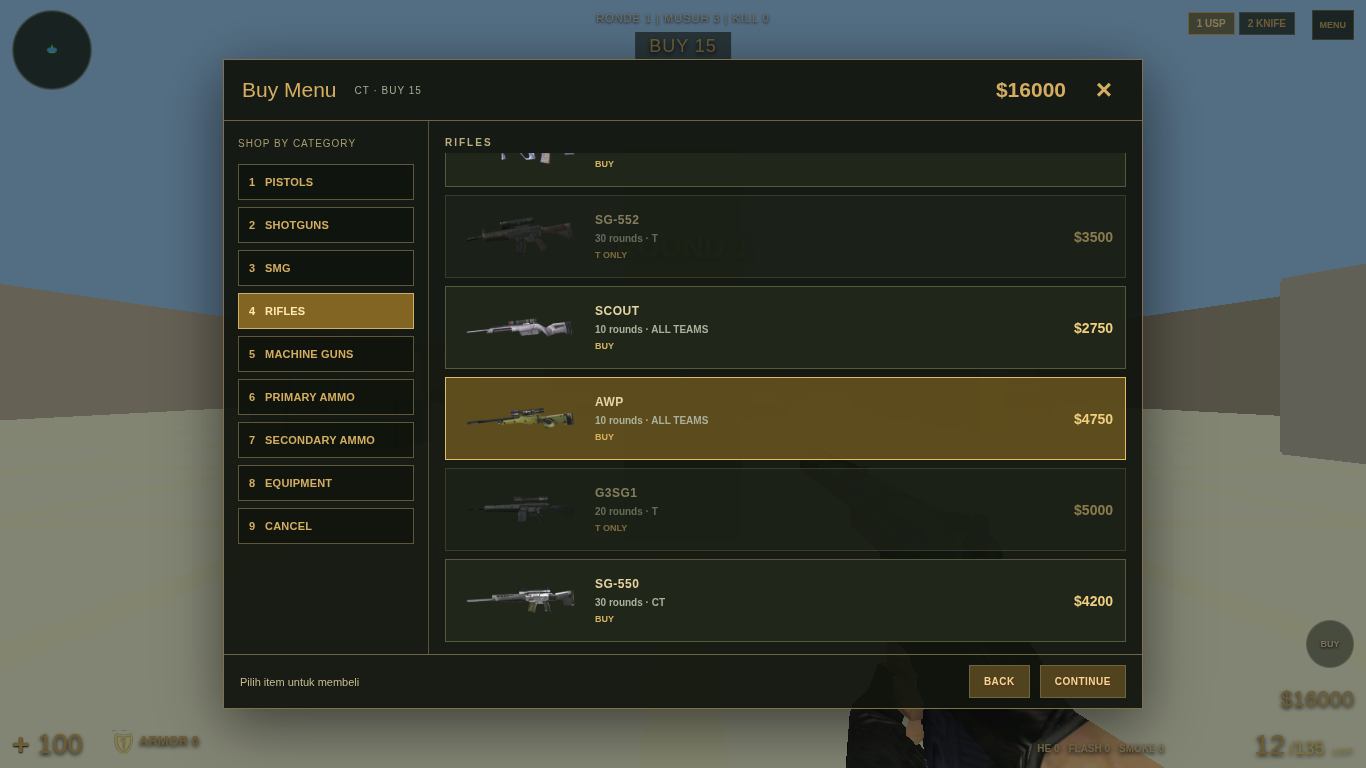 RONDE 1 | MUSUH 3 | KILL 0
BUY 15
1 USP
2 KNIFE
MENU
Buy Menu
CT · BUY 15
$16000
✕
SHOP BY CATEGORY
1 PISTOLS
2 SHOTGUNS
3 SMG
4 RIFLES
5 MACHINE GUNS
6 PRIMARY AMMO
7 SECONDARY AMMO
8 EQUIPMENT
9 CANCEL
RIFLES
BUY
SG-552
30 rounds · T
T ONLY
$3500
SCOUT
10 rounds · ALL TEAMS
BUY
$2750
AWP
10 rounds · ALL TEAMS
BUY
$4750
G3SG1
20 rounds · T
T ONLY
$5000
SG-550
30 rounds · CT
BUY
$4200
Pilih item untuk membeli
BACK
CONTINUE
BUY
$16000
+ 100
ARMOR 0
HE 0 FLASH 0 SMOKE 0
12 /135